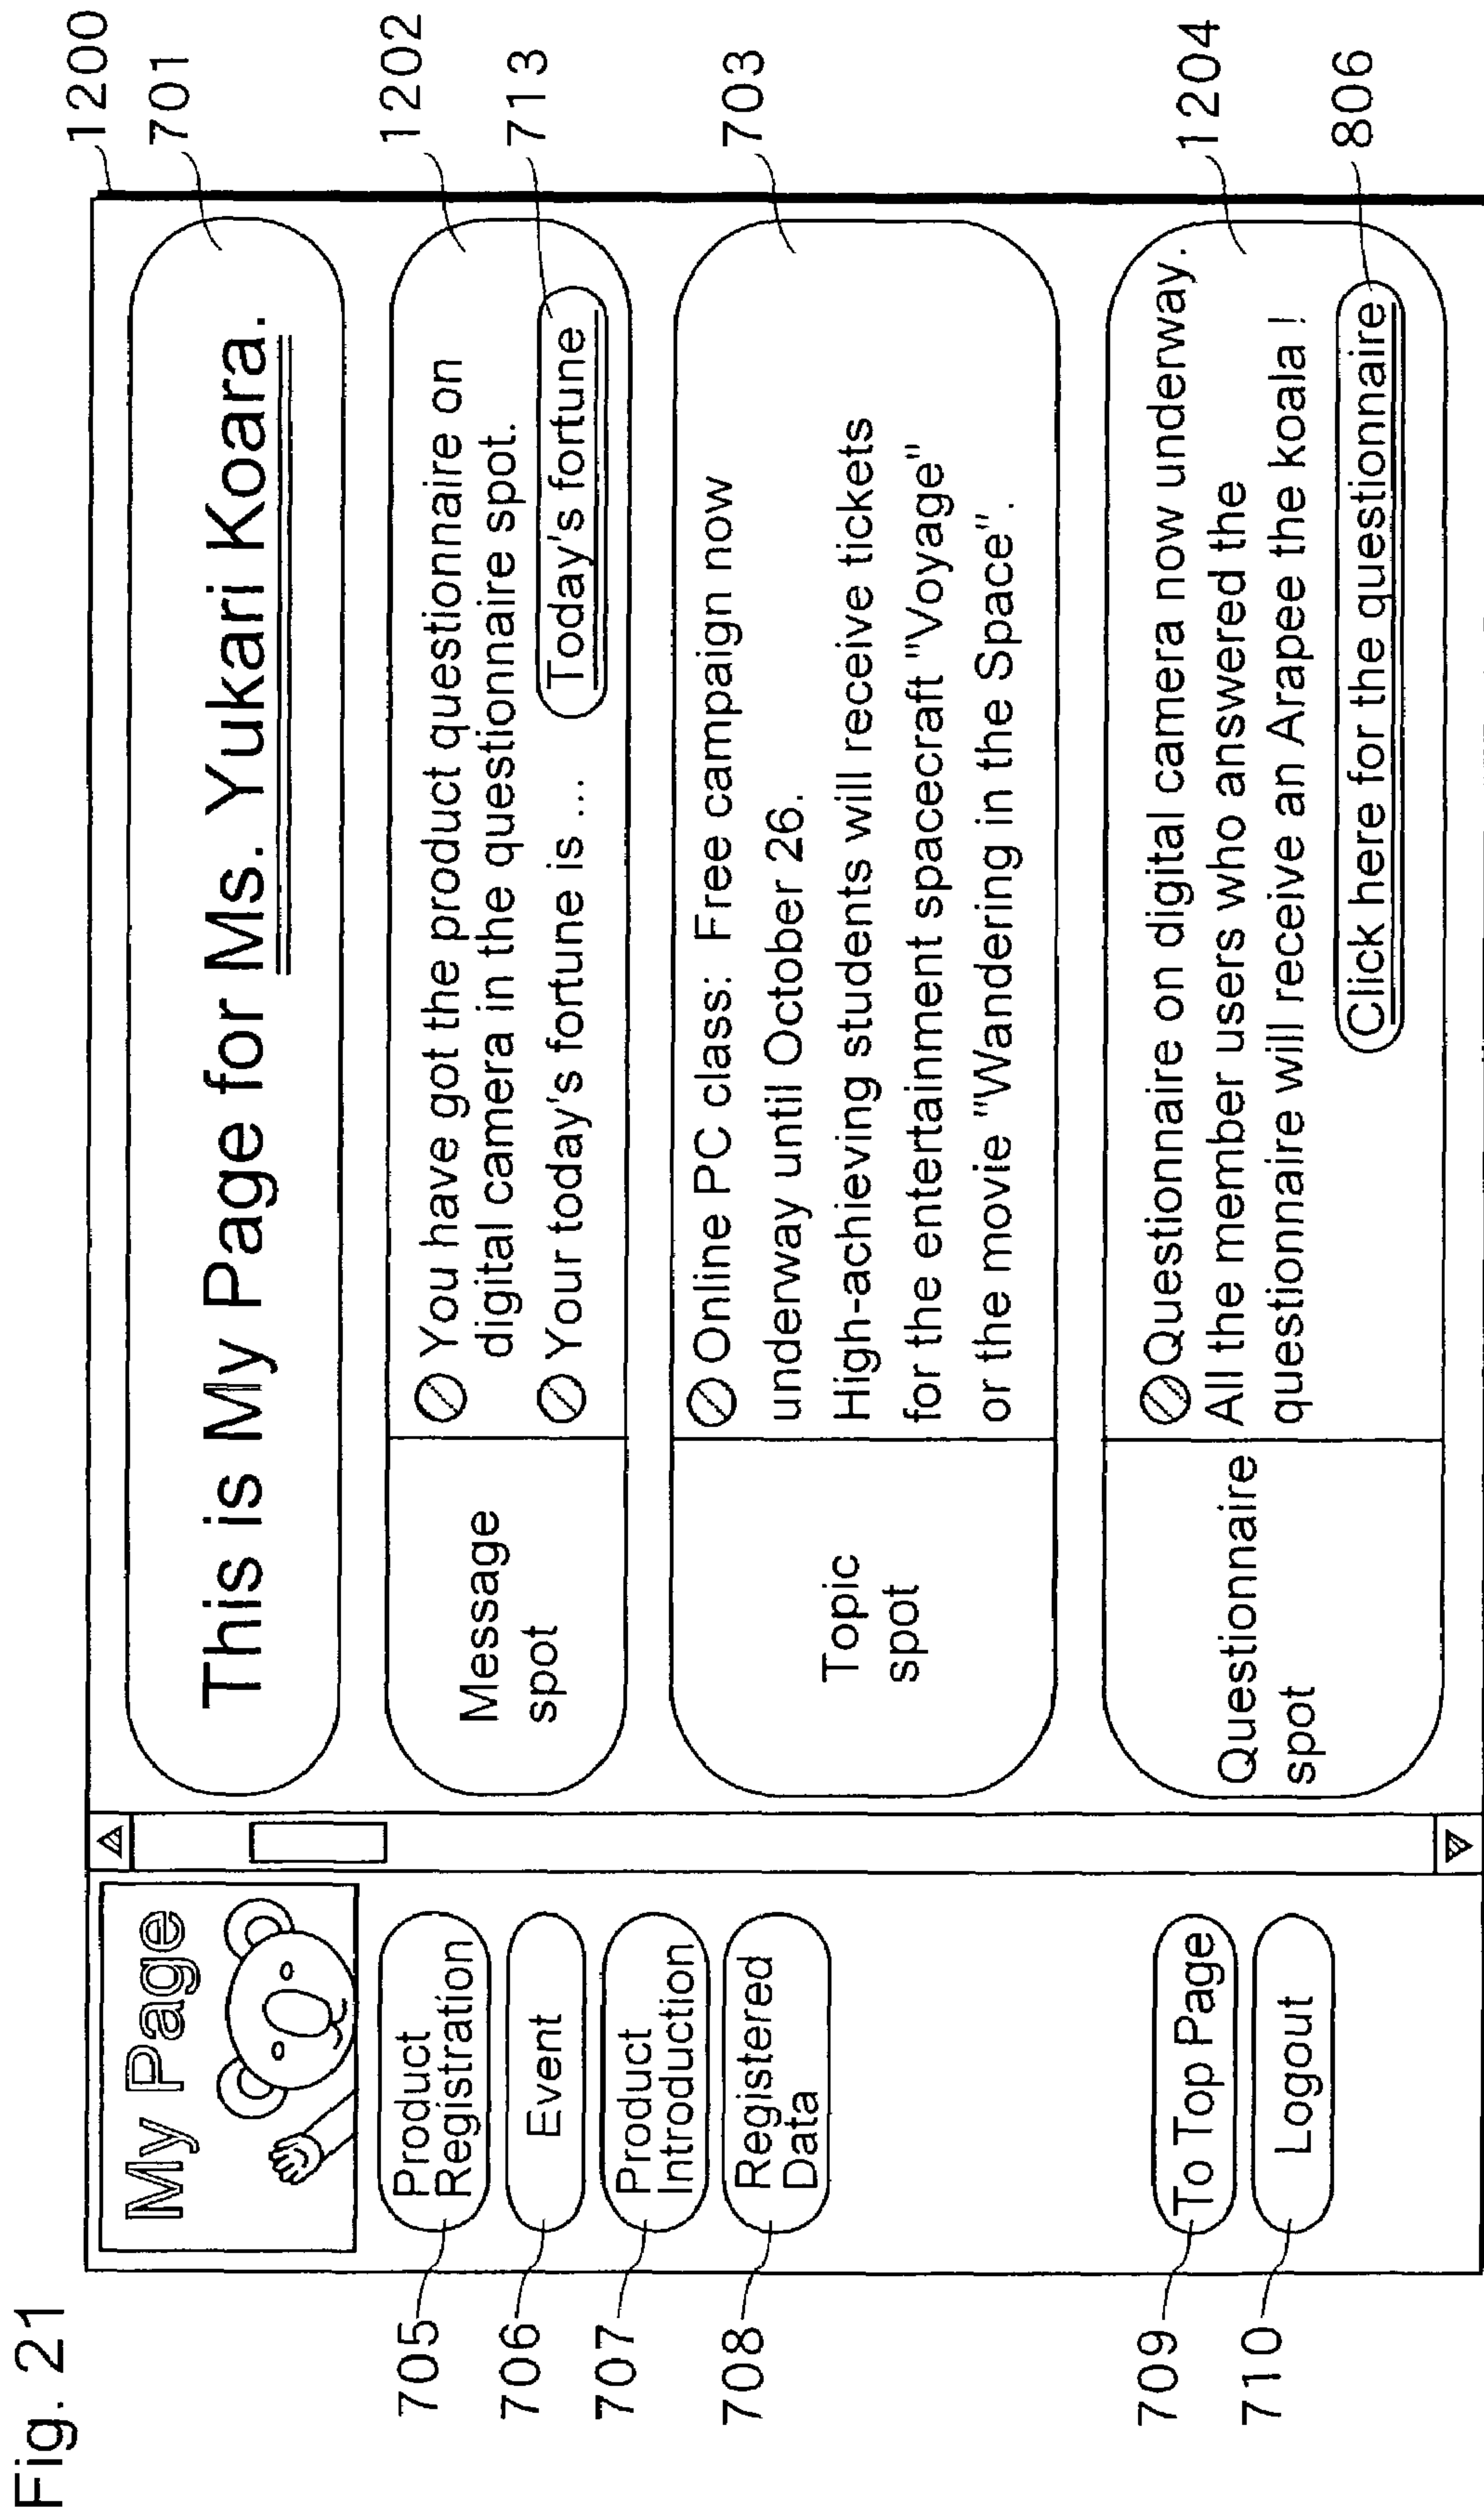 Fig. 21
My Page
Product
Registration
Event
Product
Introduction
Registered
Data
To Top Page
Logout
705
706
707
708
709
710
This is My Page for Ms. Yukari Koara.
Message
spot
You have got the product questionnaire on
digital camera in the questionnaire spot.
Your today's fortune is ...
Today's fortune
Topic
spot
Online PC class: Free campaign now
underway until October 26.
High-achieving students will receive tickets
for the entertainment spacecraft "Voyage"
or the movie "Wandering in the Space".
Questionnaire
spot
Questionnaire on digital camera now underway.
All the member users who answered the
questionnaire will receive an Arapee the koala !
Click here for the questionnaire
1200
701
1202
713
703
1204
806